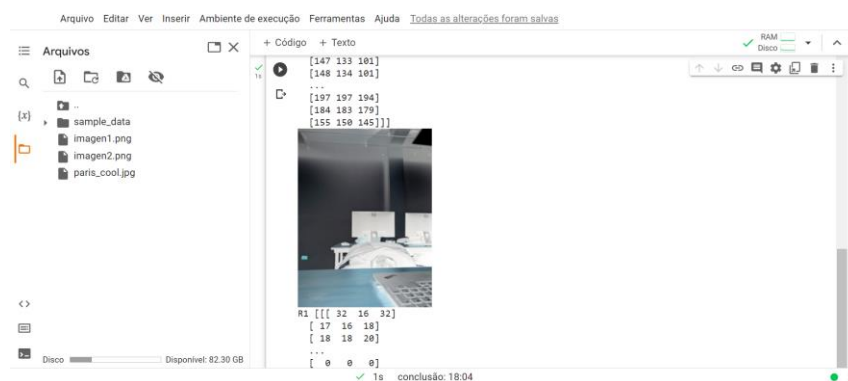 Arquivo Editar Ver Inserir Ambiente de execução Ferramentas Ajuda Todas as alterações foram salvas
Arquivos
+ Código + Texto
RAM
Disco
{x}
..
sample_data
imagen1.png
imagen2.png
paris_cool.jpg
1s
[147 133 101]
[148 134 101]
...
[197 197 194]
[184 183 179]
[155 150 145]]]
R1 [[[ 32 16 32]
[ 17 16 18]
[ 18 18 20]
...
[ 0 0 0]
Disco Disponível: 82.30 GB
1s conclusão: 18:04